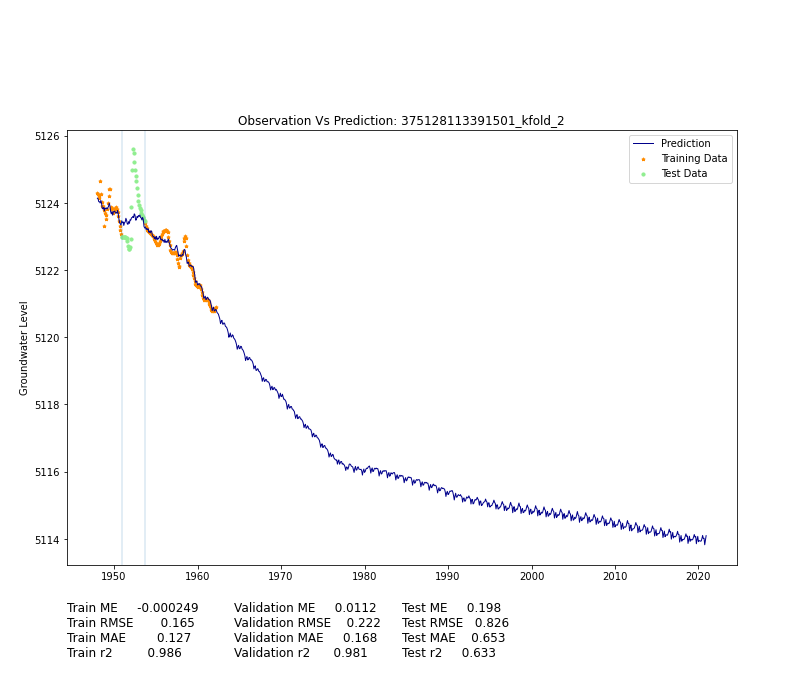 Observation Vs Prediction: 375128113391501_kfold_2
5126
5124
5122
5120
5118
5116
5114
Groundwater Level
Prediction
Training Data
Test Data
1950 1960 1970 1980 1990 2000 2010 2020
Train ME -0.000249 Validation ME 0.0112 Test ME 0.198
Train RMSE 0.165 Validation RMSE 0.222 Test RMSE 0.826
Train MAE 0.127 Validation MAE 0.168 Test MAE 0.653
Train r2 0.986 Validation r2 0.981 Test r2 0.633